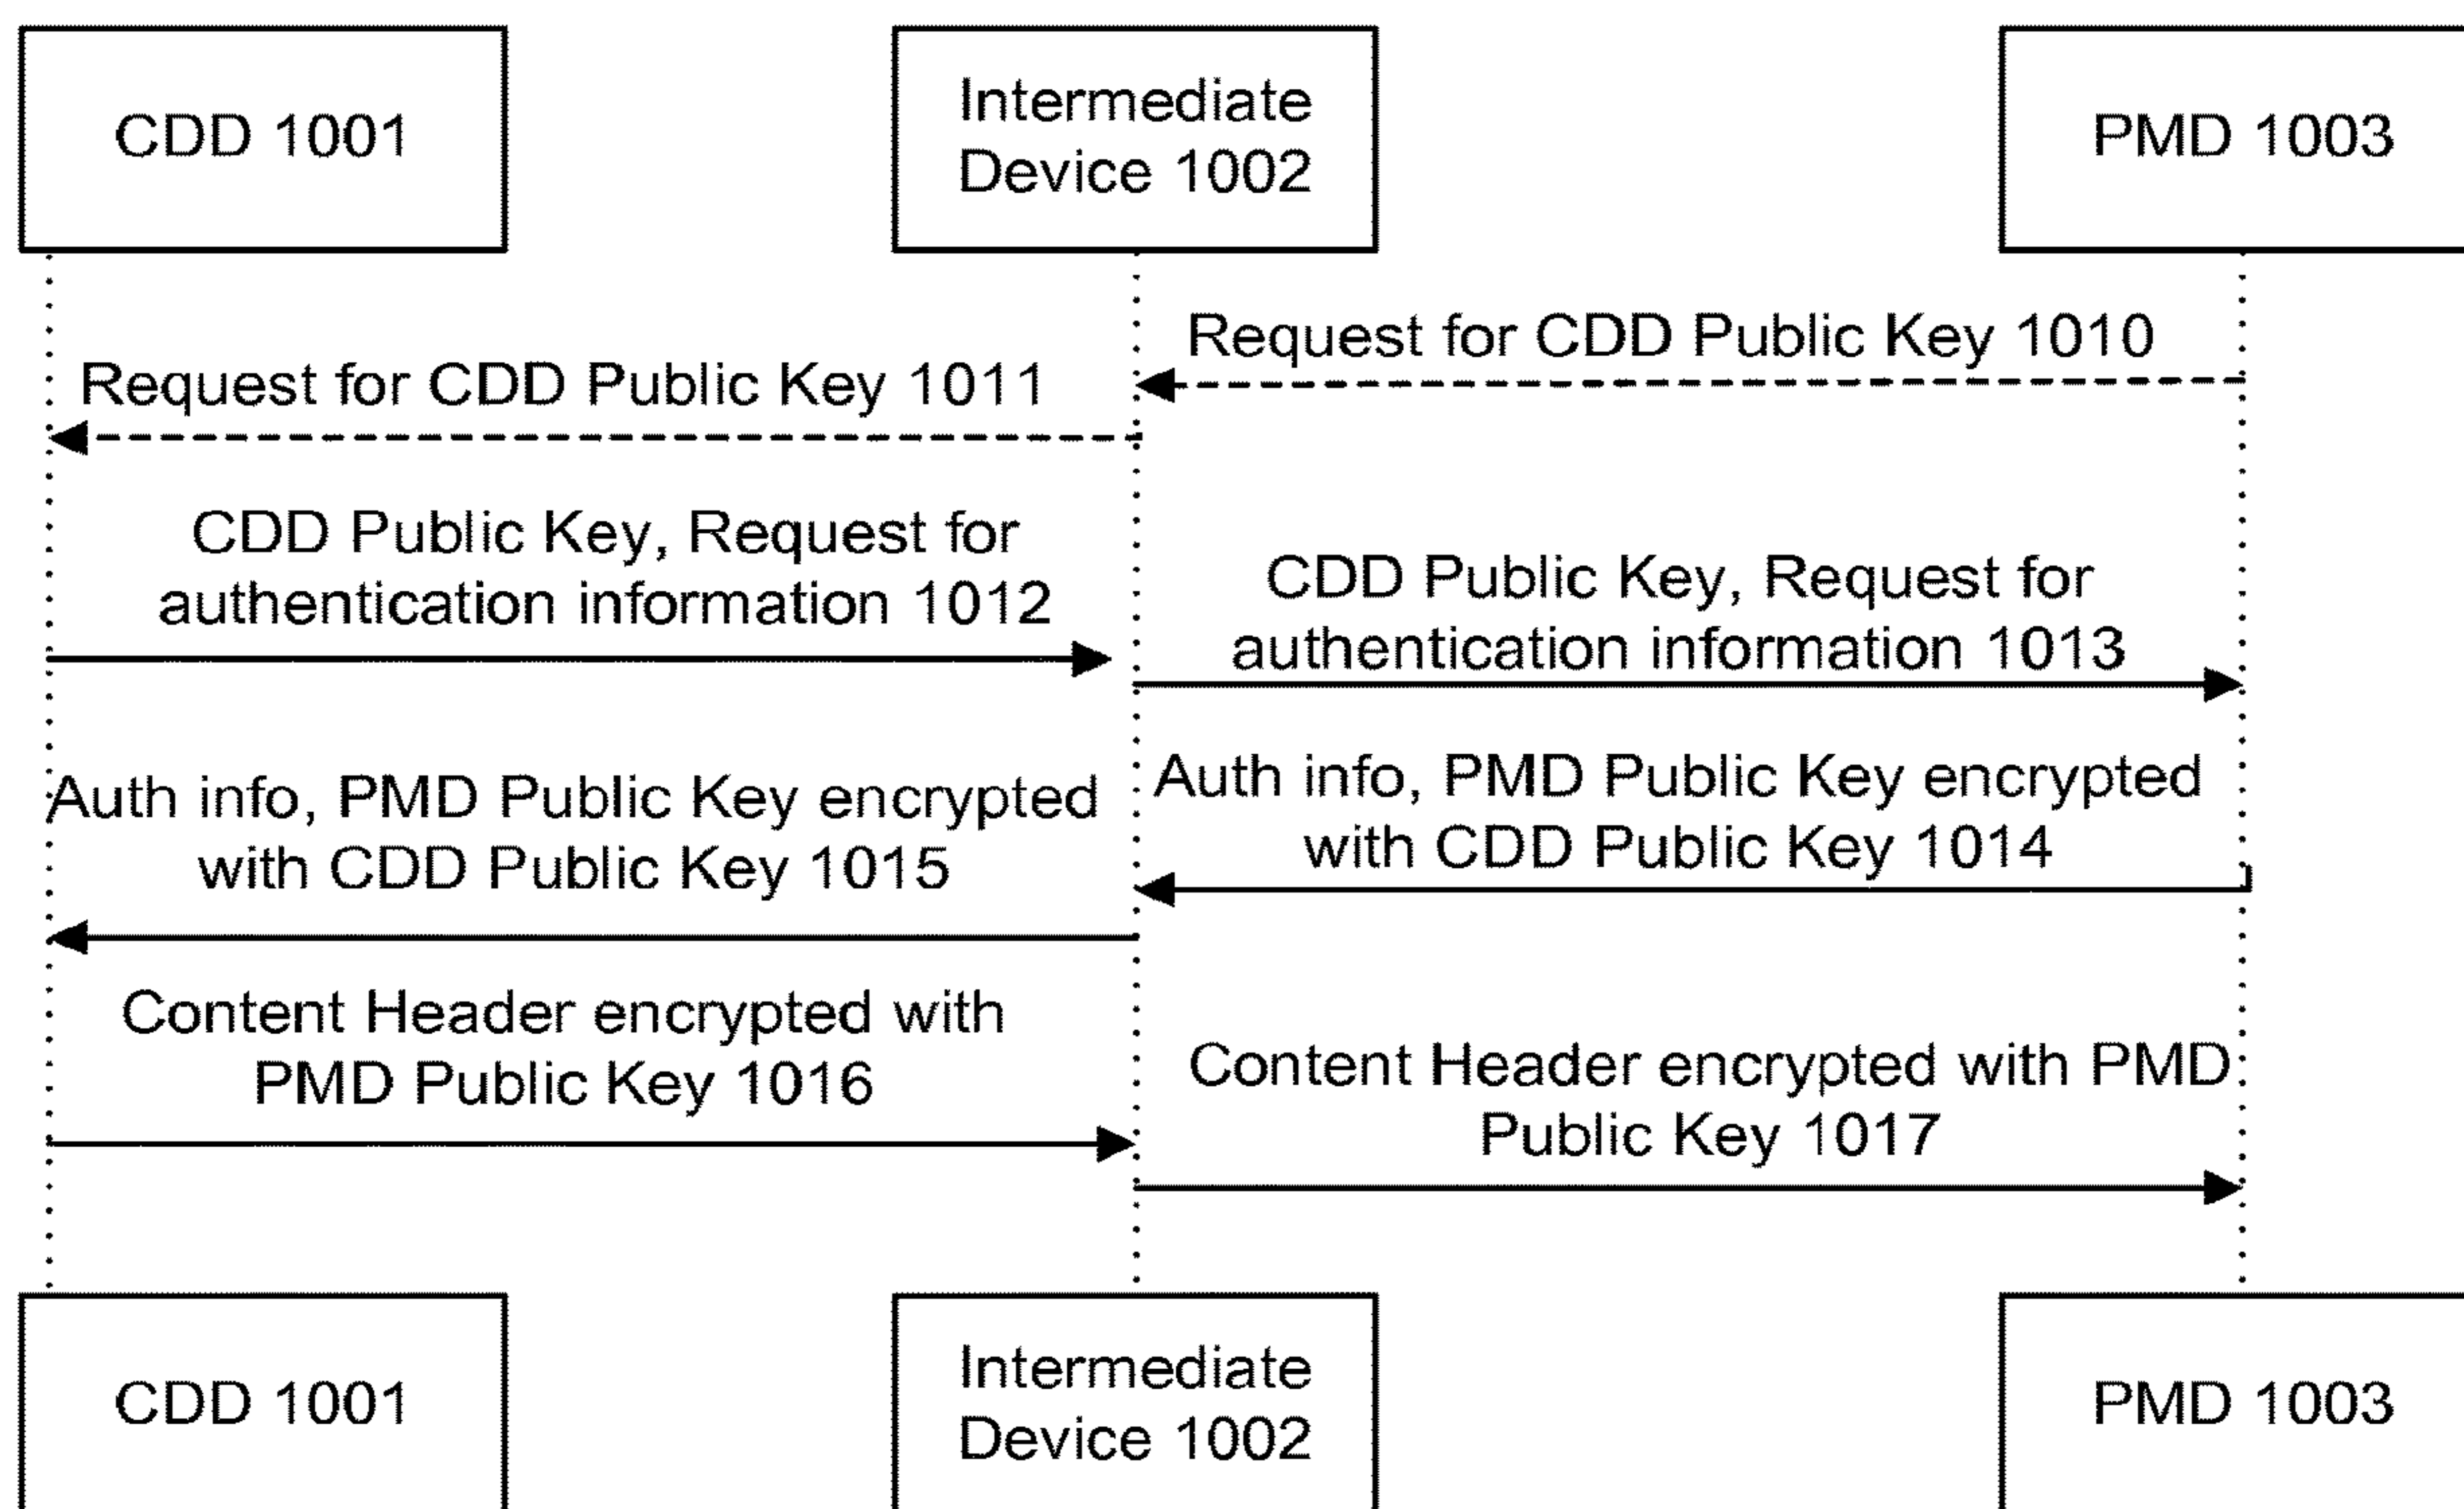 CDD 1001
Intermediate
Device 1002
PMD 1003
Request for CDD Public Key 1010
Request for CDD Public Key 1011
CDD Public Key, Request for
authentication information 1012
CDD Public Key, Request for
authentication information 1013
Auth info, PMD Public Key encrypted
with CDD Public Key 1014
Auth info, PMD Public Key encrypted
with CDD Public Key 1015
Content Header encrypted with
PMD Public Key 1016
Content Header encrypted with PMD
Public Key 1017
CDD 1001
Intermediate
Device 1002
PMD 1003